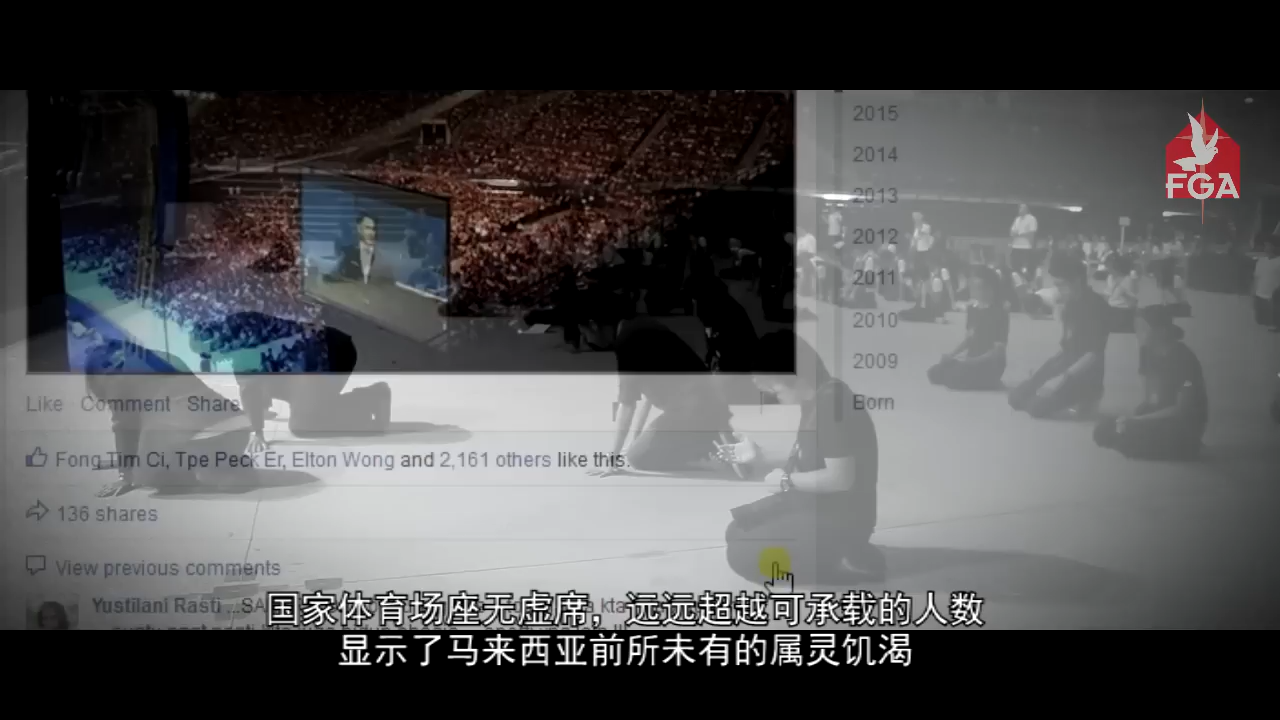 2015
2014
2013
2012
2011
2010
2009
Born
FGA
Like Comment Share
Fong Tim Ci, Tpe Peck Er, Elton Wong and 2,161 others like this.
136 shares
View previous comments
Yustilani Rasti ...SA
国家体育场座无虚席，远远超越可承载的人数
显示了马来西亚前所未有的属灵饥渴